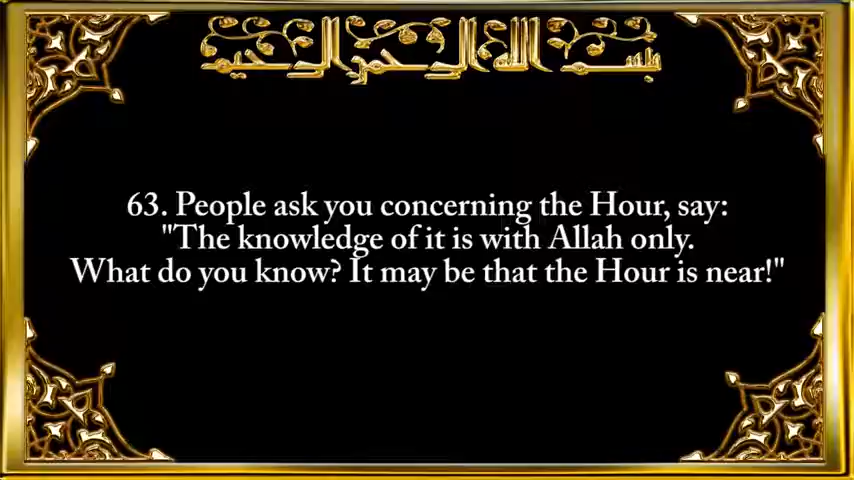 بسم الله الرحمن الرحيم
63. People ask you concerning the Hour, say:
"The knowledge of it is with Allah only.
What do you know? It may be that the Hour is near!"